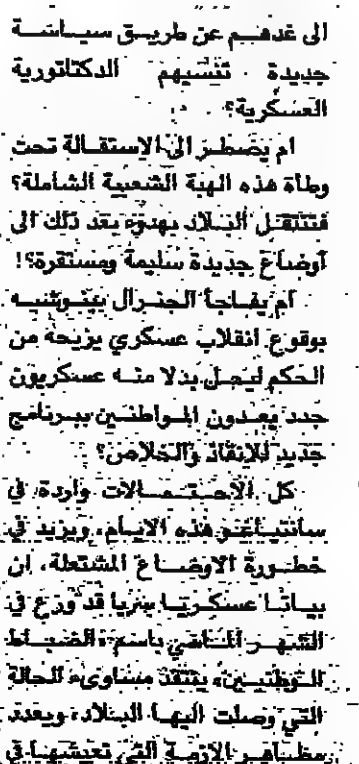 الى غدهم عن طريق سياسة
جديدة تنسيهم الدكتاتورية
العسكرية؟
ام يضطر الى الاستقالة تحت
وطأة هذه الهبة الشعبية الشاملة؟
فتنتقل البلاد بهدوء بعد ذلك الى
أوضاع جديدة سليمة ومستقرة؟!
أم يفاجأ الجنرال بينوشيه
بوقوع انقلاب عسكري يزيحه من
الحكم ليحل بدلا منه عسكريون
جدد يعدون المواطنين ببرنامج
جديد للانقاذ والخلاص؟
كل الاحتمالات واردة في
سانتياغو هذه الايام، ويزيد في
خطورة الاوضاع المشتعلة، ان
بيانا عسكريا سريا قد وزع في
الشهر الماضي باسم «الضباط
الوطنيين» ينتقد مساوىء الحالة
التي وصلت اليها البلاد، ويعدد
مظاهر الازمة التي تعيشها في